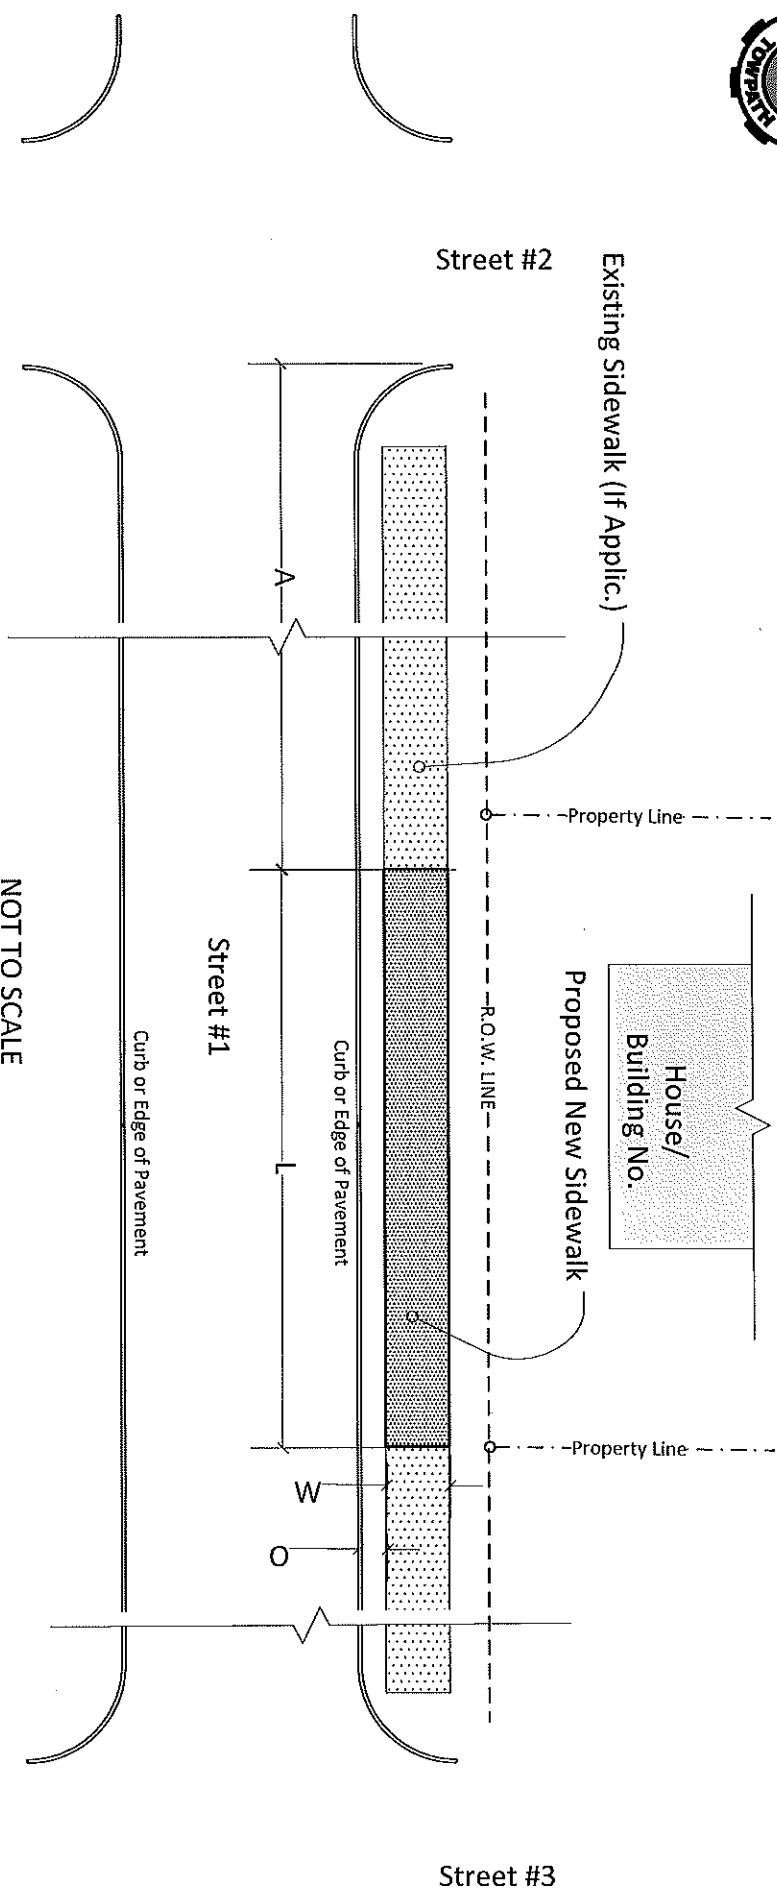 TOWPATH
Street #2
Existing Sidewalk (If Applic.)
Property Line
House/
Building No.
Proposed New Sidewalk
R.O.W. LINE
Property Line
A
L
W
O
Curb or Edge of Pavement
Street #1
Curb or Edge of Pavement
NOT TO SCALE
Street #3